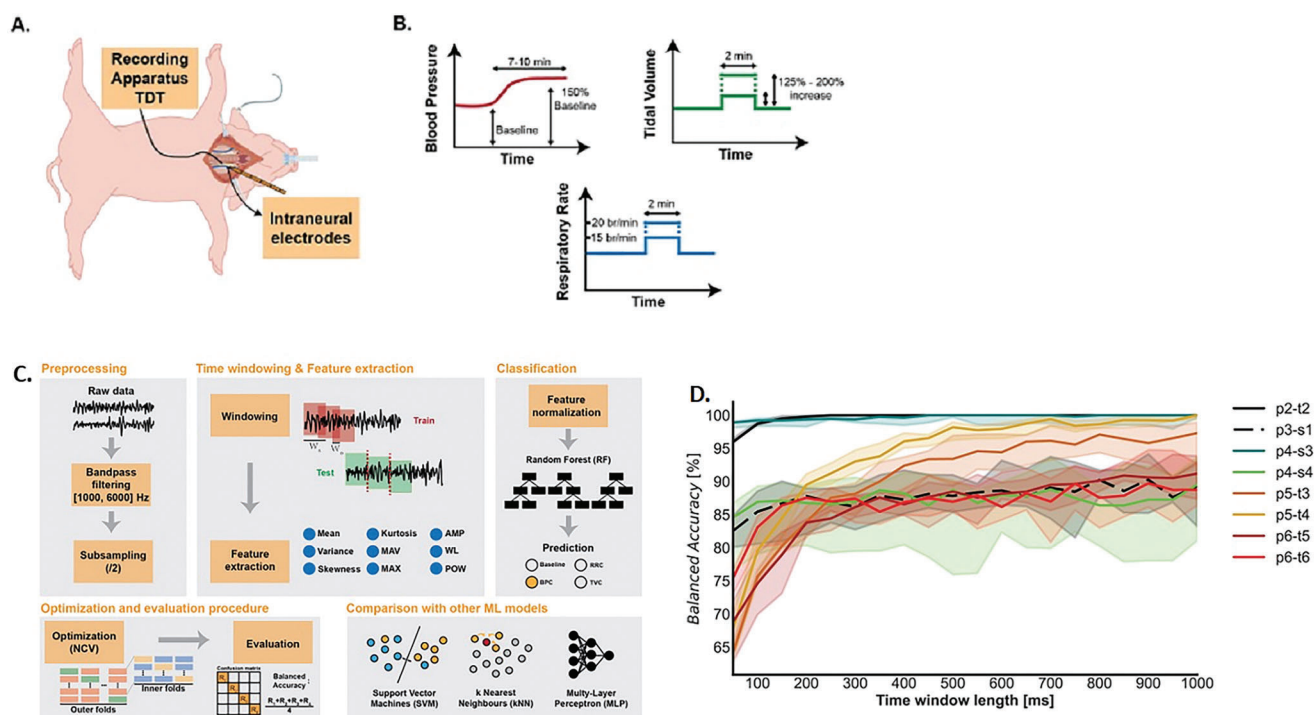 A.
Recording
Apparatus
TDT
Intraneural
electrodes
B.
Blood Pressure
7-10 min
150%
Baseline
Baseline
Time
Tidal Volume
2 min
125% - 200%
increase
Time
Respiratory Rate
2 min
20 br/min
15 br/min
Time
C.
Preprocessing
Raw data
Bandpass
filtering
[1000, 6000] Hz
Subsampling
(/2)
Time windowing & Feature extraction
Windowing
Train
Test
Feature
extraction
Mean
Kurtosis
AMP
Variance
MAV
WL
Skewness
MAX
POW
Classification
Feature
normalization
Random Forest (RF)
Prediction
Baseline
RRC
BPC
TVC
Optimization and evaluation procedure
Optimization
(NCV)
Evaluation
Inner folds
Outer folds
Confusion matrix
Balanced
Accuracy :
4
Comparison with other ML models
Support Vector
Machines (SVM)
k Nearest
Neighbours (kNN)
Multy-Layer
Perceptron (MLP)
D.
Balanced Accuracy [%]
100
95
90
85
80
75
70
65
100 200 300 400 500 600 700 800 900 1000
Time window length [ms]
p2-t2
p3-s1
p4-s3
p4-s4
p5-t3
p5-t4
p6-t5
p6-t6